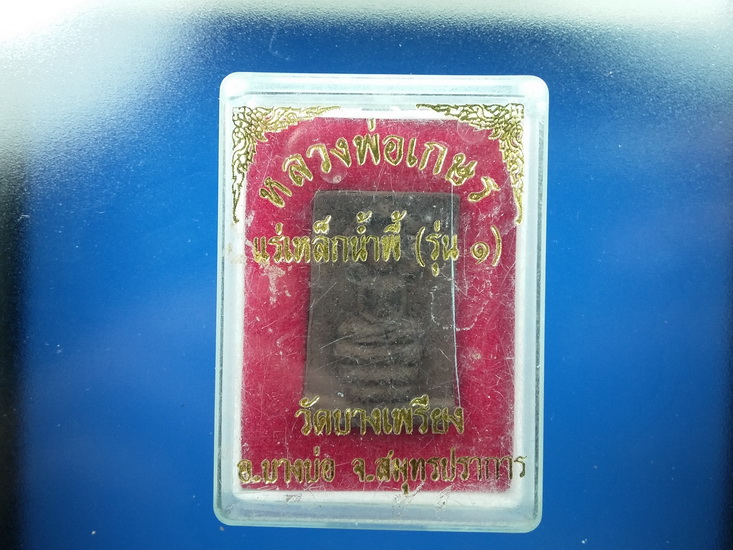 หลวงพ่อเกษร
แร่เหล็กน้ำพี้ (รุ่น ๑)
วัดบางเพรียง
อ.บางบ่อ จ.สมุทรปราการ